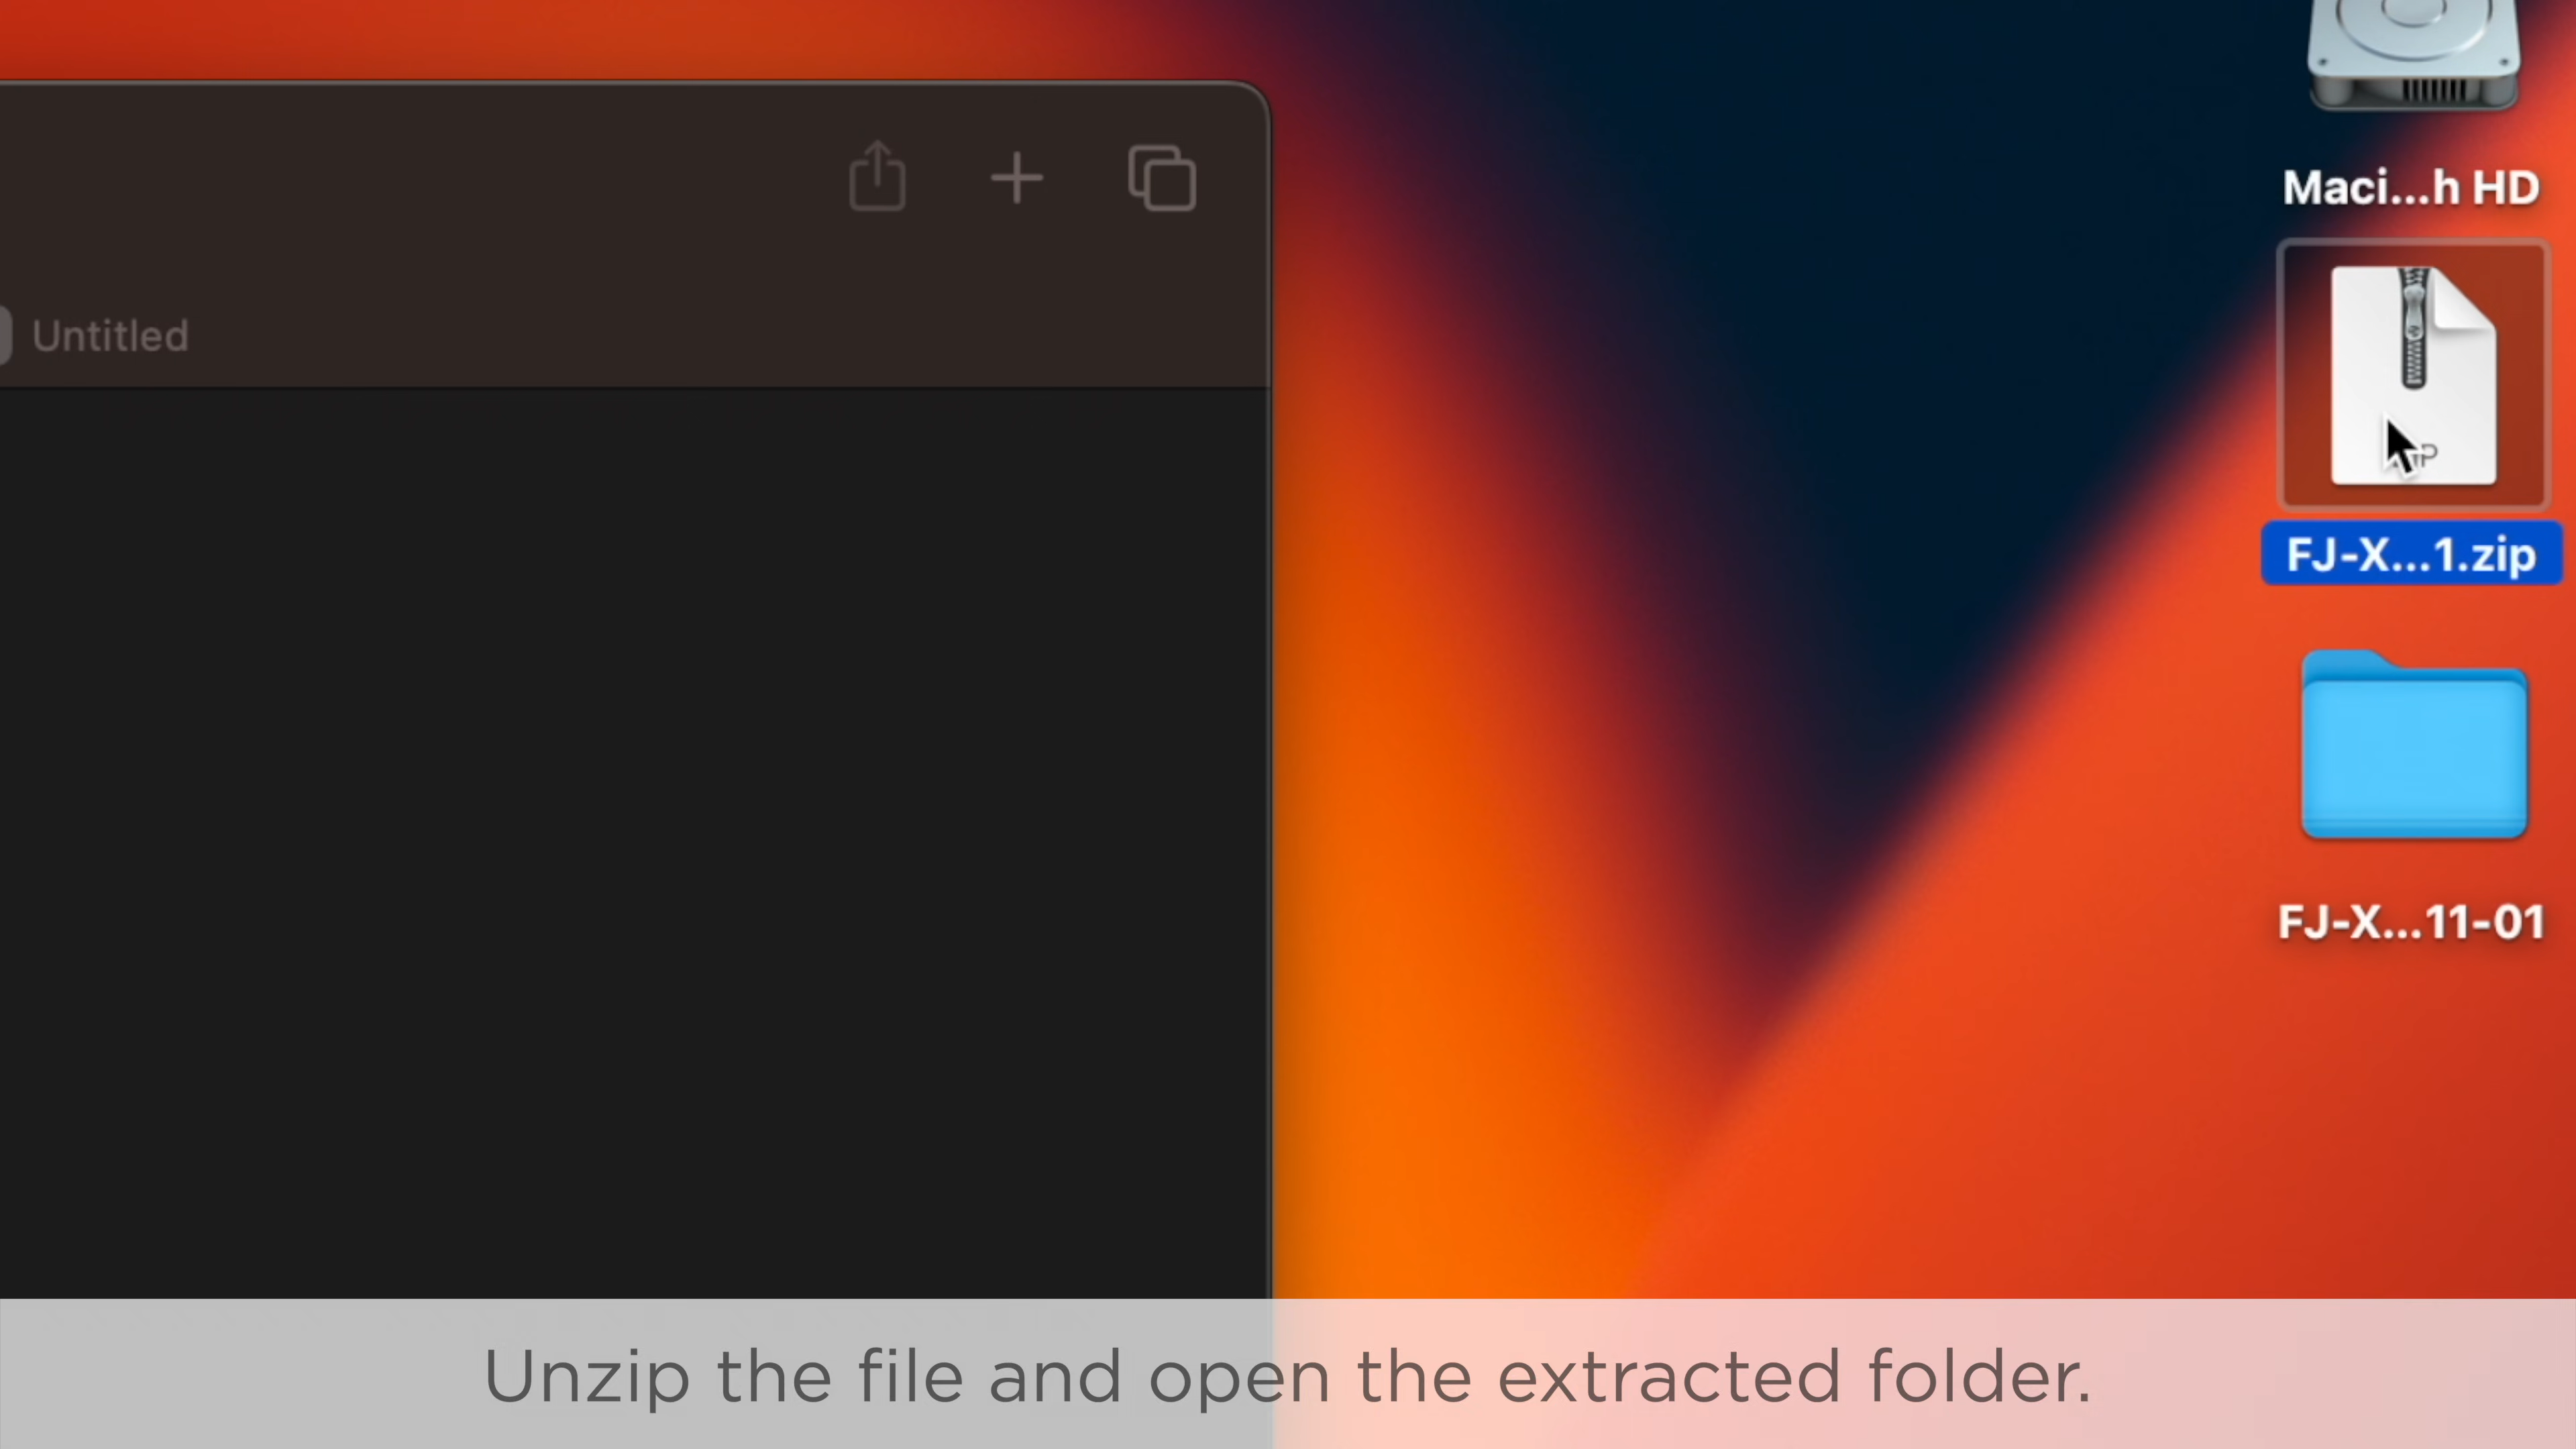 Maci...h HD
Untitled
FJ-X...1.zip
FJ-X...11-01
Unzip the file and open the extracted folder.